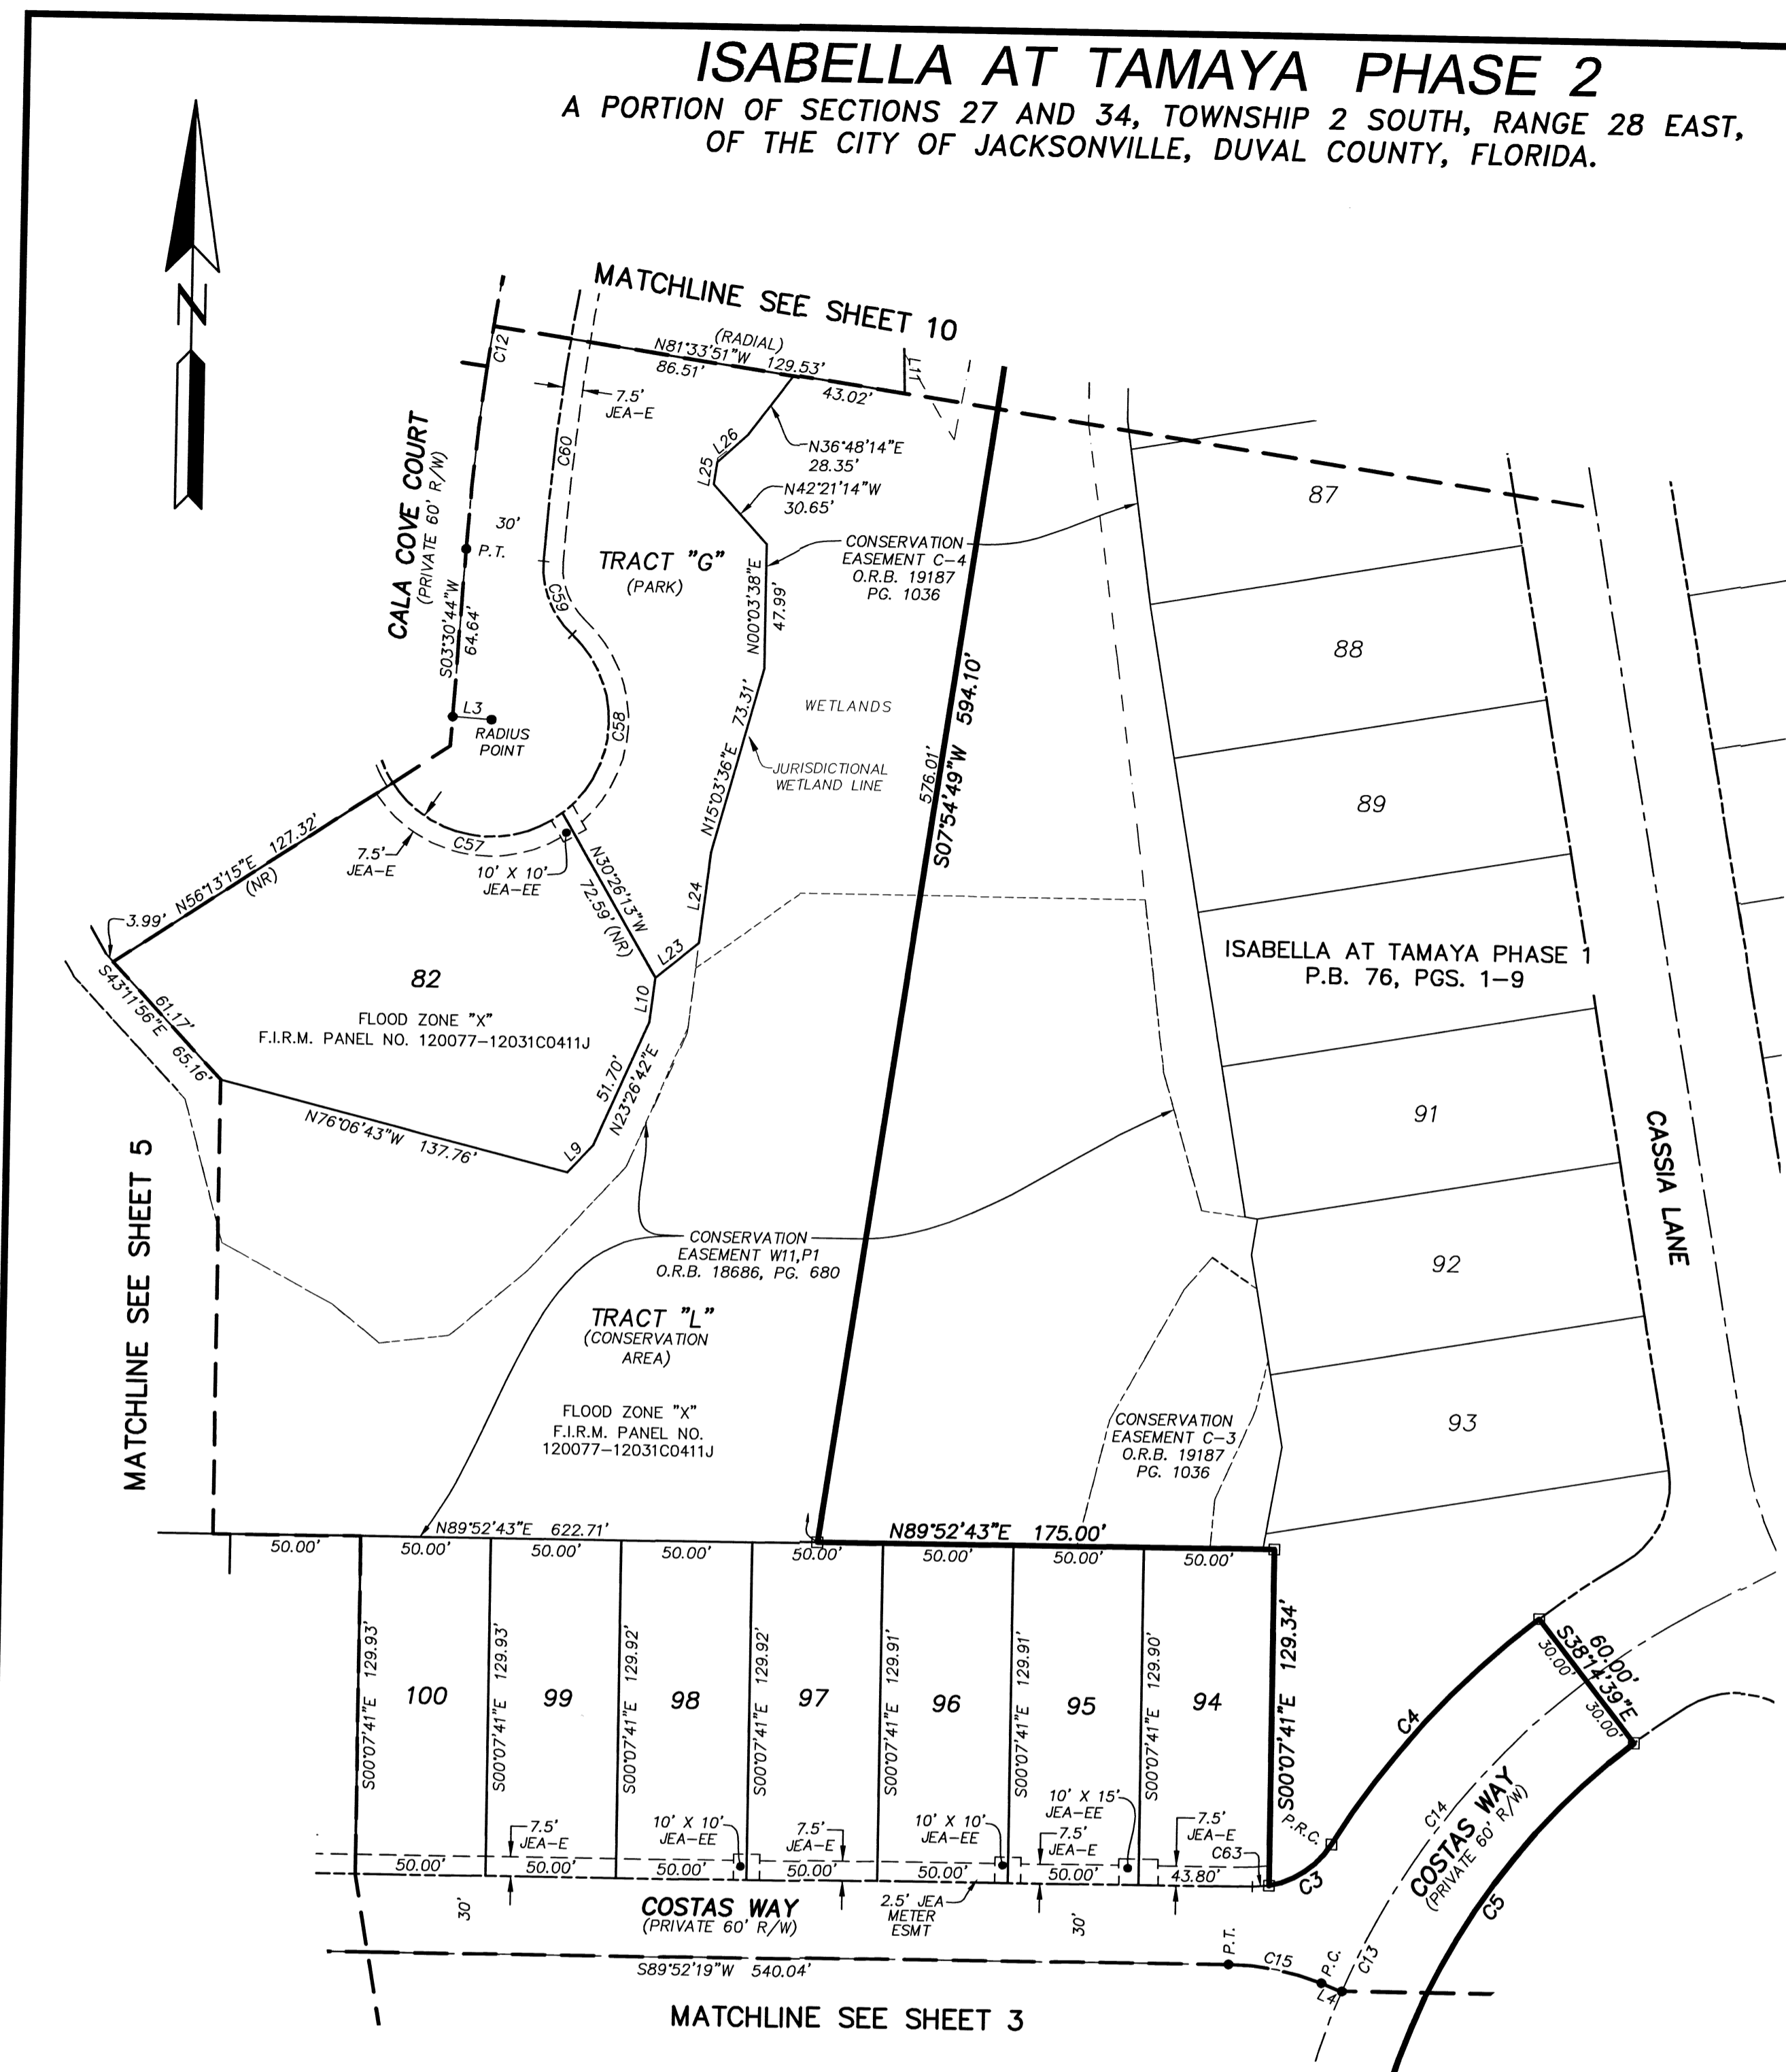 ISABELLA AT TAMAYA PHASE 2
A PORTION OF SECTIONS 27 AND 34, TOWNSHIP 2 SOUTH, RANGE 28 EAST,
OF THE CITY OF JACKSONVILLE, DUVAL COUNTY, FLORIDA.
N
MATCHLINE SEE SHEET 10
(RADIAL)
N81°33'51"W 129.53'
86.51'
43.02'
L11
C12
7.5'
JEA-E
C60
CALA COVE COURT
(PRIVATE 60' R/W)
30'
P.T.
S03°30'44"W
64.64'
L26
L25
N36°48'14"E
28.35'
N42°21'14"W
30.65'
TRACT "G"
(PARK)
C59
CONSERVATION
EASEMENT C-4
O.R.B. 19187
PG. 1036
N00°03'38"E
47.99'
L3
RADIUS
POINT
C58
WETLANDS
N15°03'36"E 73.31'
JURISDICTIONAL
WETLAND LINE
576.01'
S07°54'49"W 594.10'
N56°13'15"E 127.32'
(NR)
3.99'
7.5'
JEA-E
C57
10' X 10'
JEA-EE
N30°26'13"W
72.59' (NR)
L24
L23
L10
S43°11'56"E 65.16'
61.17'
82
FLOOD ZONE "X"
F.I.R.M. PANEL NO. 120077-12031C0411J
51.70'
N23°26'42"E
L9
N76°06'43"W 137.76'
MATCHLINE SEE SHEET 5
CONSERVATION
EASEMENT W11,P1
O.R.B. 18686, PG. 680
TRACT "L"
(CONSERVATION
AREA)
FLOOD ZONE "X"
F.I.R.M. PANEL NO.
120077-12031C0411J
87
88
89
ISABELLA AT TAMAYA PHASE 1
P.B. 76, PGS. 1-9
91
92
93
CASSIA LANE
CONSERVATION
EASEMENT C-3
O.R.B. 19187
PG. 1036
N89°52'43"E 622.71'
N89°52'43"E 175.00'
50.00'
50.00'
50.00'
50.00'
50.00'
50.00'
50.00'
50.00'
S00°07'41"E 129.93'
100
S00°07'41"E 129.93'
99
S00°07'41"E 129.92'
98
S00°07'41"E 129.92'
97
S00°07'41"E 129.91'
96
S00°07'41"E 129.91'
95
S00°07'41"E 129.90'
94
S00°07'41"E 129.34'
7.5'
JEA-E
10' X 10'
JEA-EE
7.5'
JEA-E
10' X 10'
JEA-EE
10' X 15'
JEA-EE
7.5'
JEA-E
7.5'
JEA-E
C63
50.00'
50.00'
50.00'
50.00'
50.00'
50.00'
43.80'
P.R.C.
C3
C4
60.00'
S38°14'39"E
30.00'
30.00'
C14
COSTAS WAY
(PRIVATE 60' R/W)
C5
C13
30'
COSTAS WAY
(PRIVATE 60' R/W)
2.5' JEA
METER
ESMT
30'
P.T.
C15
P.C.
L4
S89°52'19"W 540.04'
MATCHLINE SEE SHEET 3